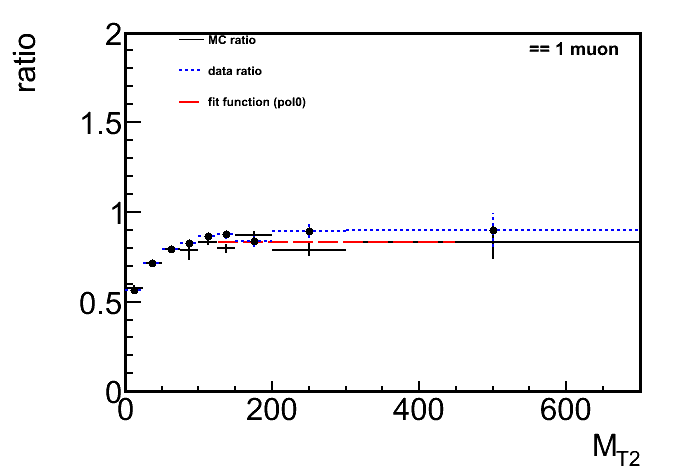 ratio
2
1.5
1
0.5
0
0
200
400
600
M_T2
MC ratio
data ratio
fit function (pol0)
== 1 muon